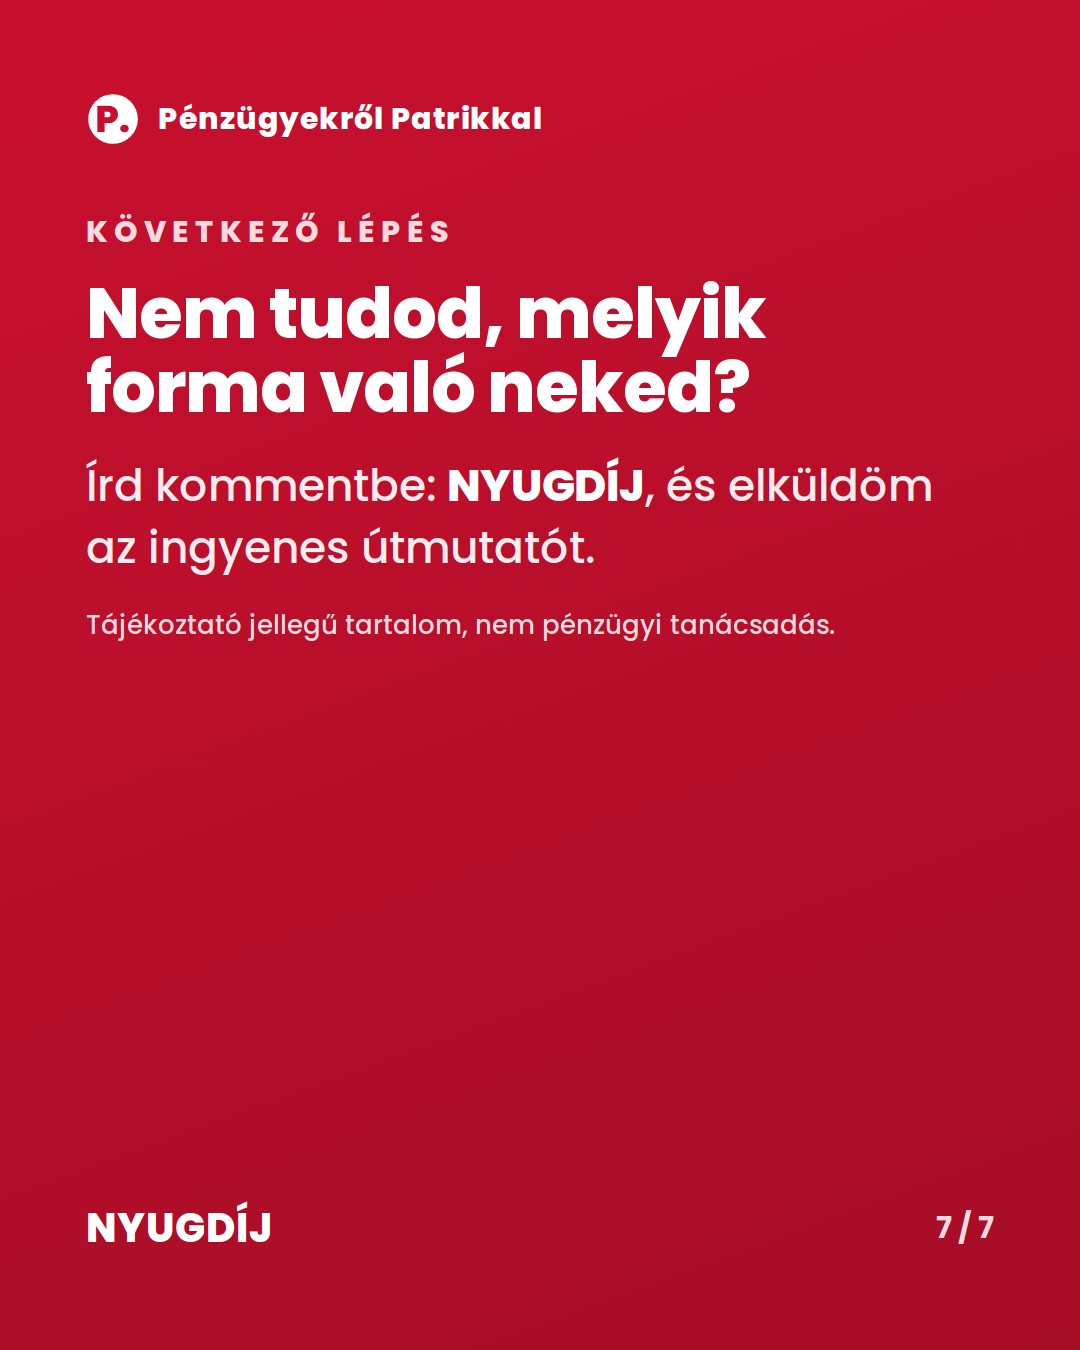 P. Pénzügyekről Patrikkal
KÖVETKEZŐ LÉPÉS
Nem tudod, melyik
forma való neked?
Írd kommentbe: NYUGDÍJ, és elküldöm
az ingyenes útmutatót.
Tájékoztató jellegű tartalom, nem pénzügyi tanácsadás.
NYUGDÍJ
7/7